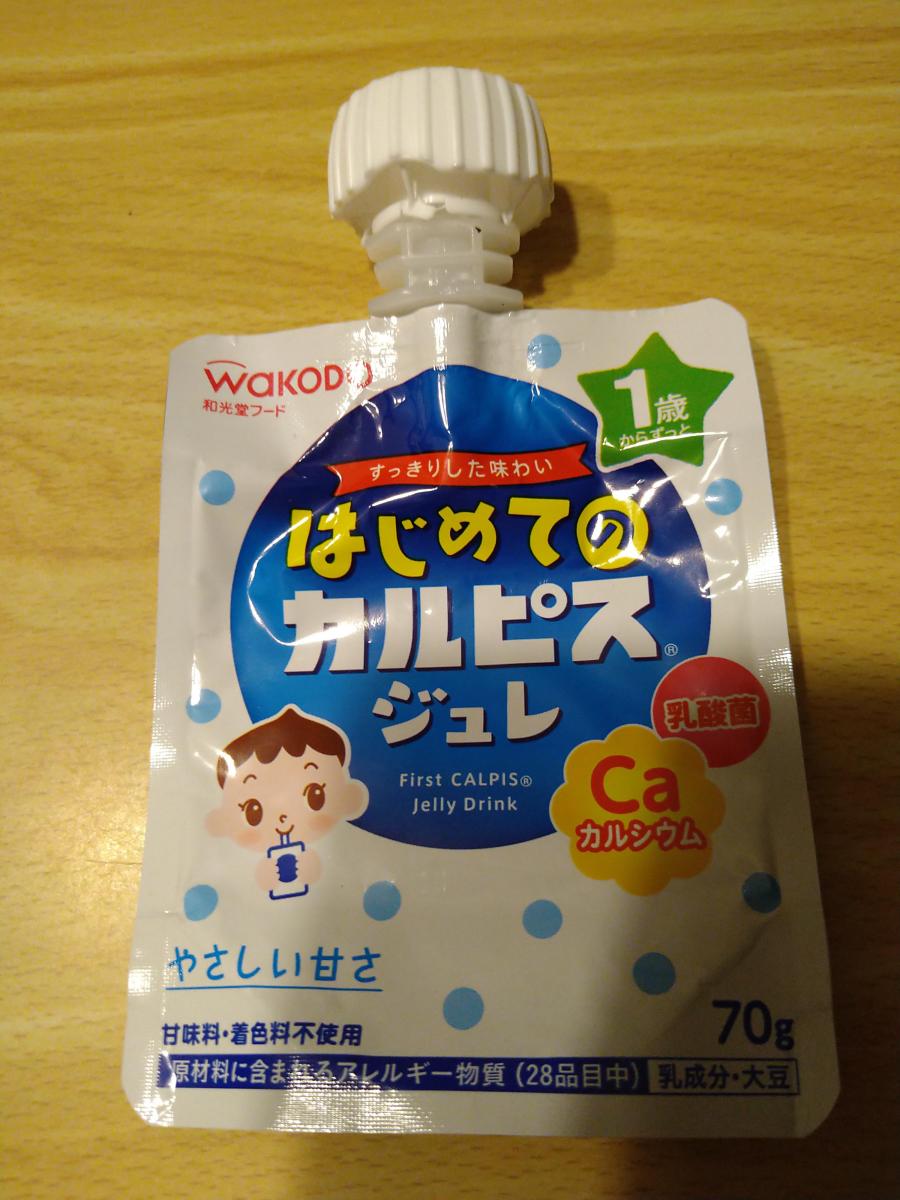 WaKODO
和光堂フード
1歳
からずっと
すっきりした味わい
はじめての
カルピス®
ジュレ
First CALPIS®
Jelly Drink
乳酸菌
Ca
カルシウム
やさしい甘さ
甘味料・着色料不使用
70g
原材料に含まれるアレルギー物質(28品目中) 乳成分・大豆